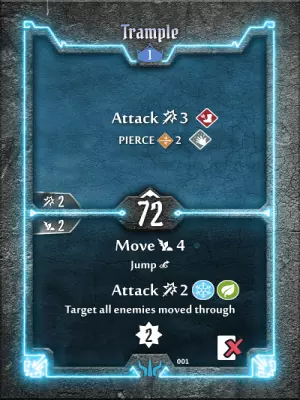 Trample
1
Attack 3
PIERCE 2
2
72
2
Move 4
Jump
Attack 2
Target all enemies moved through
2
001